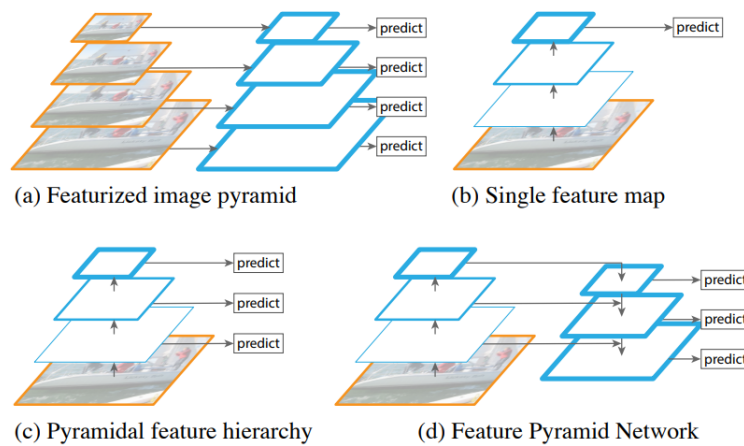 predict
predict
predict
predict
predict
(a) Featurized image pyramid
(b) Single feature map
predict
predict
predict
predict
predict
predict
(c) Pyramidal feature hierarchy
(d) Feature Pyramid Network